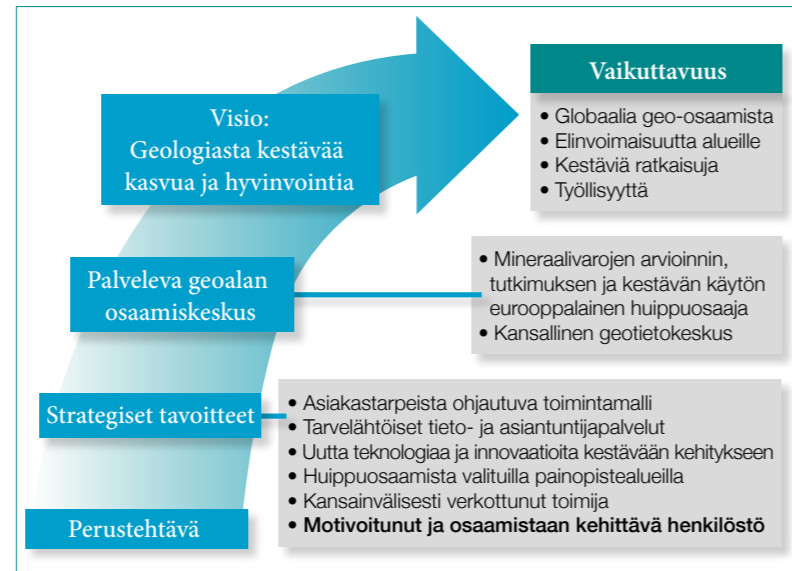 Vaikuttavuus
• Globaalia geo-osaamista
• Elinvoimaisuutta alueille
• Kestäviä ratkaisuja
• Työllisyyttä
Visio:
Geologiasta kestävää
kasvua ja hyvinvointia
Palveleva geoalan
osaamiskeskus
• Mineraalivarojen arvioinnin,
tutkimuksen ja kestävän käytön
eurooppalainen huippuosaaja
• Kansallinen geotietokeskus
Strategiset tavoitteet
• Asiakastarpeista ohjautuva toimintamalli
• Tarvelähtöiset tieto- ja asiantuntijapalvelut
• Uutta teknologiaa ja innovaatioita kestävään kehitykseen
• Huippuosaamista valituilla painopistealueilla
• Kansainvälisesti verkottunut toimija
• Motivoitunut ja osaamistaan kehittävä henkilöstö
Perustehtävä